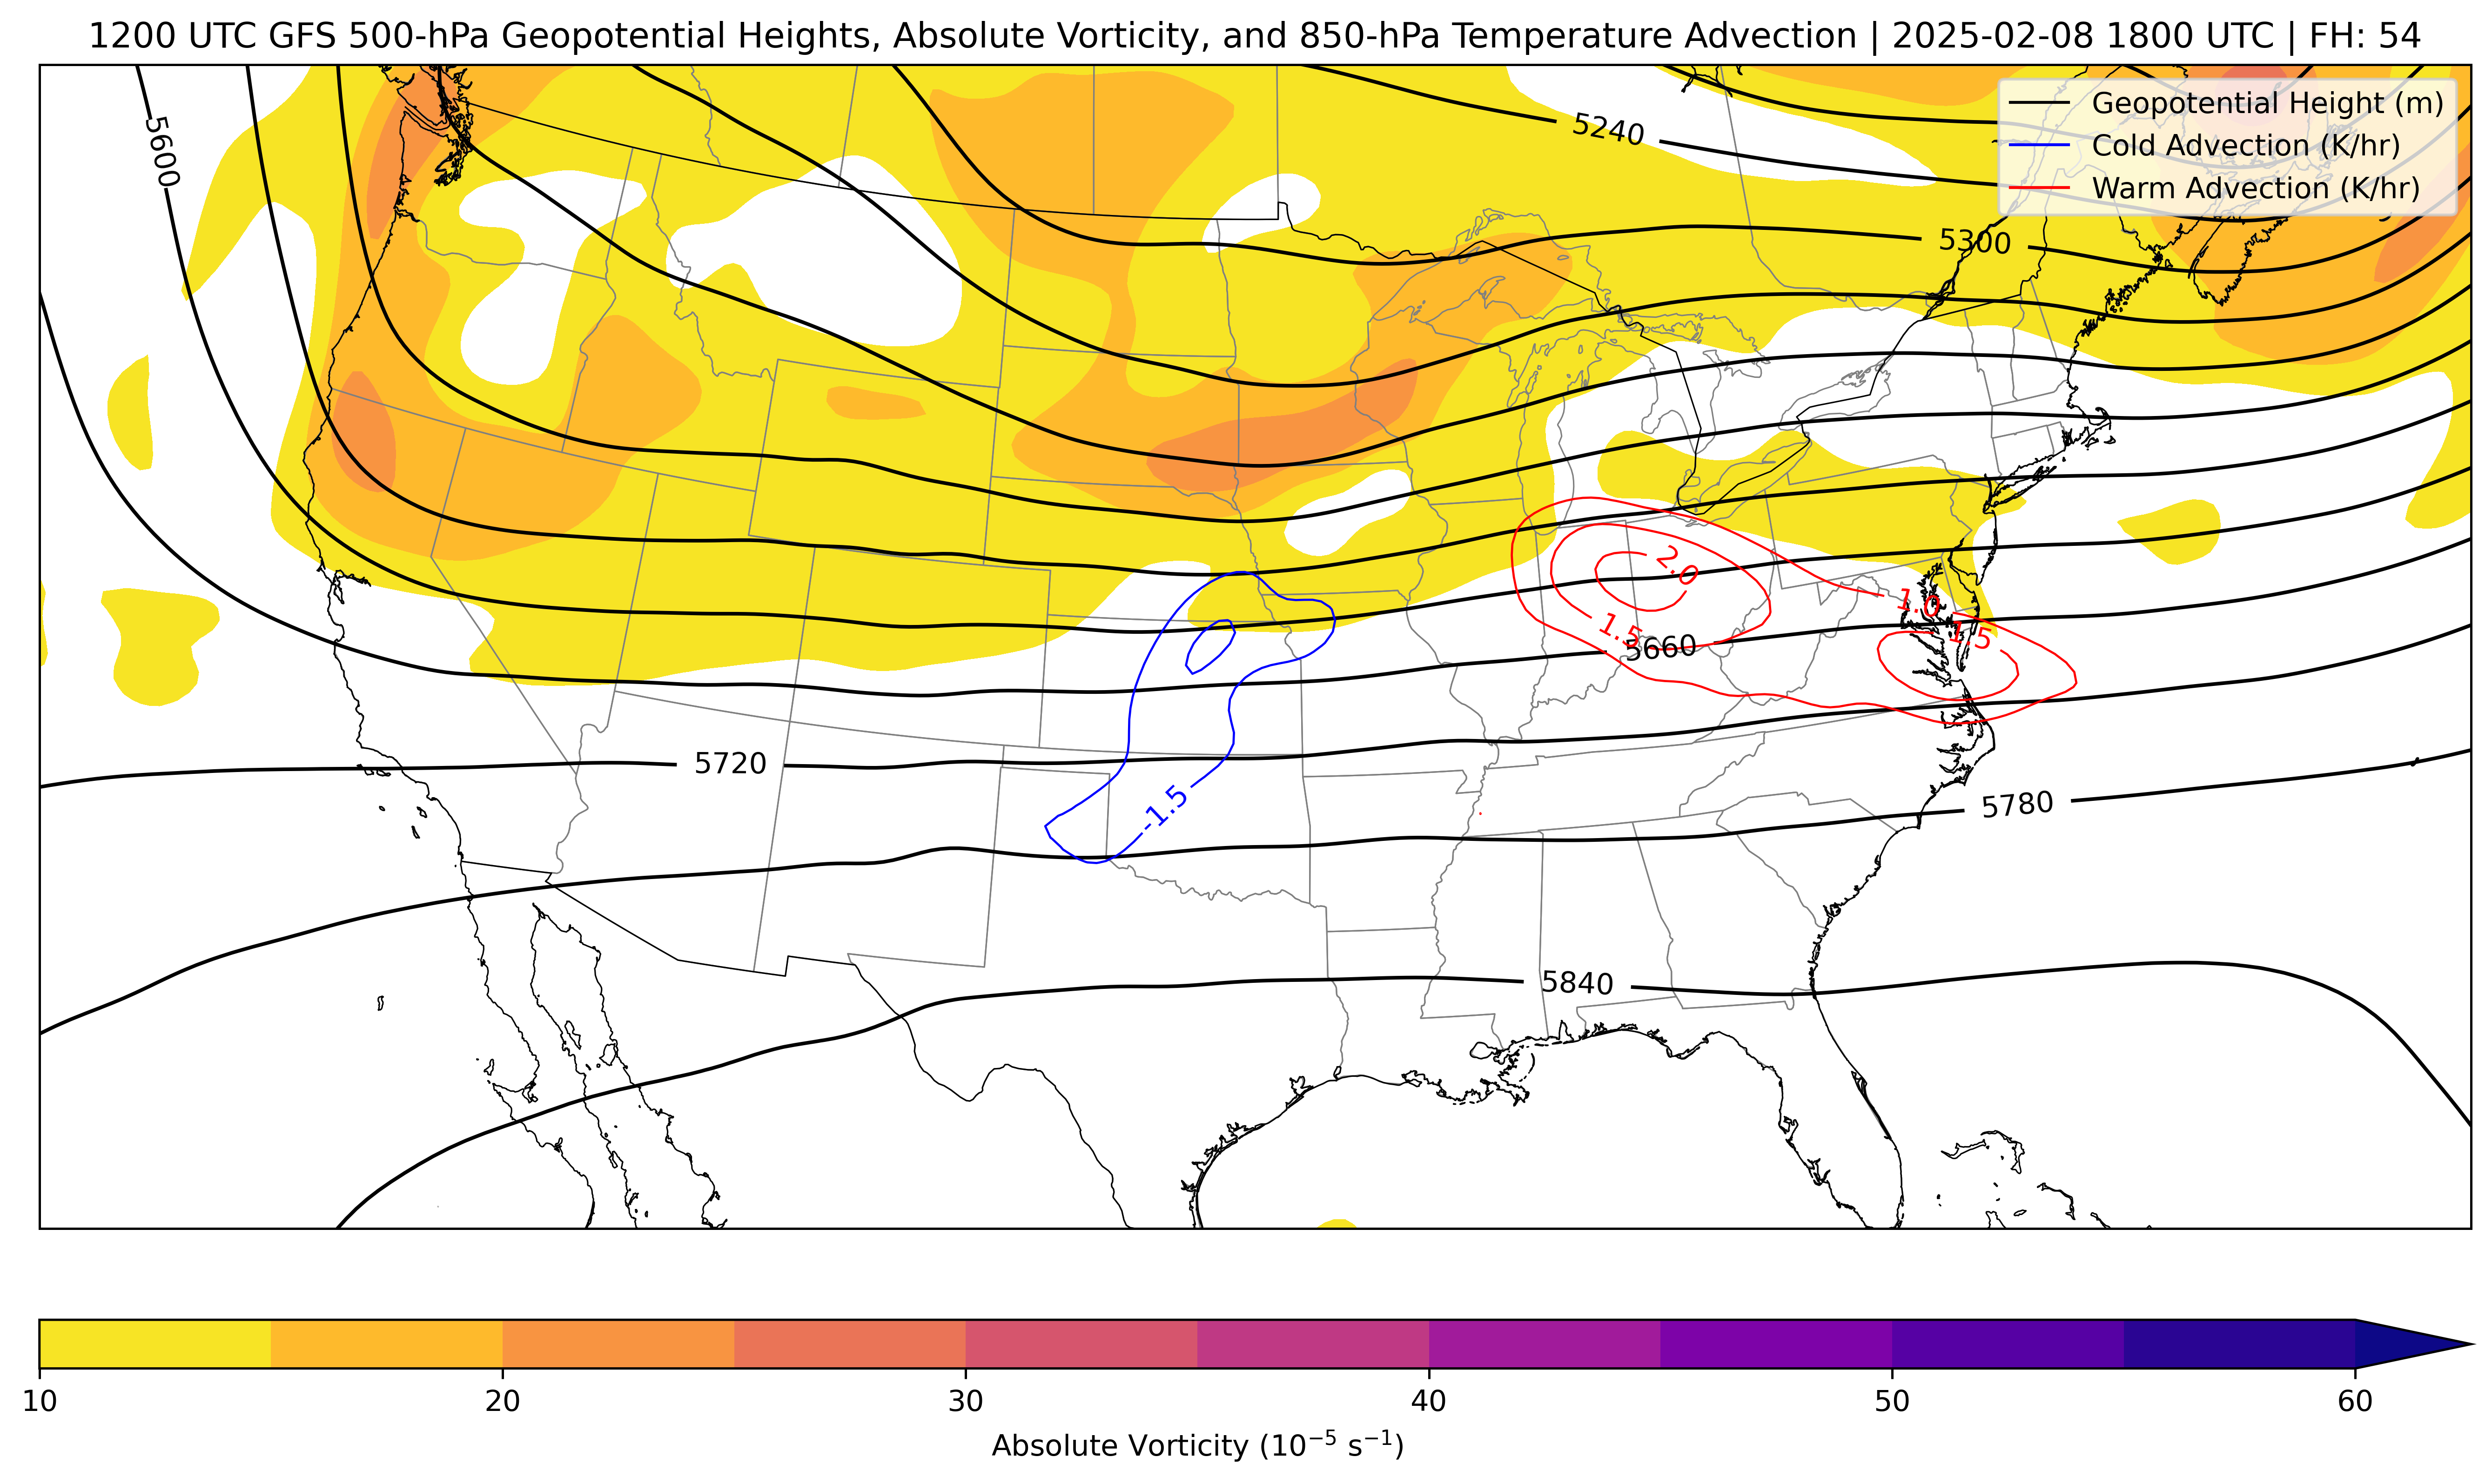 1200 UTC GFS 500-hPa Geopotential Heights, Absolute Vorticity, and 850-hPa Temperature Advection | 2025-02-08 1800 UTC | FH: 54
Geopotential Height (m)
Cold Advection (K/hr)
Warm Advection (K/hr)
5600
5240
5300
2.0
1.0
1.5
1.5
5660
5720
-1.5
5780
5840
10 20 30 40 50 60
Absolute Vorticity (10⁻⁵ s⁻¹)